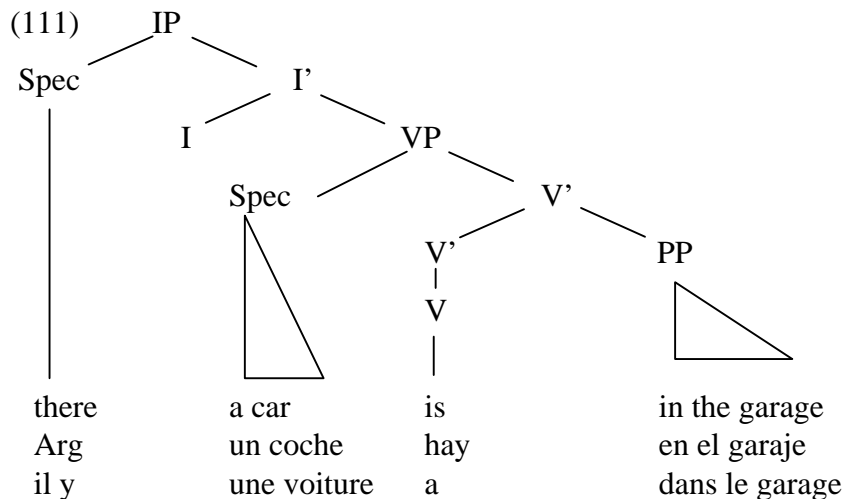 (111) IP
Spec I’
I VP
Spec V’
V’ PP
V
there a car is in the garage
Arg un coche hay en el garaje
il y une voiture a dans le garage